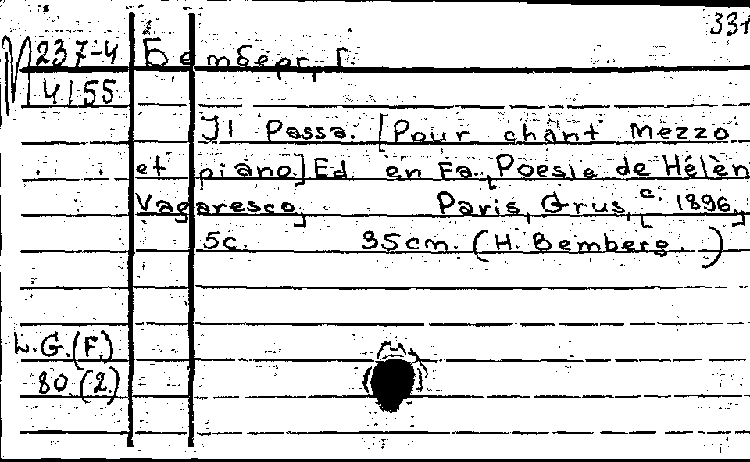 331
М 237-4 Бемберг, Г.
4155
Il Passa. [Pour chant mezzo
et piano] Ed. en Fa. [Poesie de Hélèn
Vagaresco] Paris, Grus, [c. 1896.]
5c. 35cm. (H. Bemberg.)
L.G.(F.)
80.(2.)